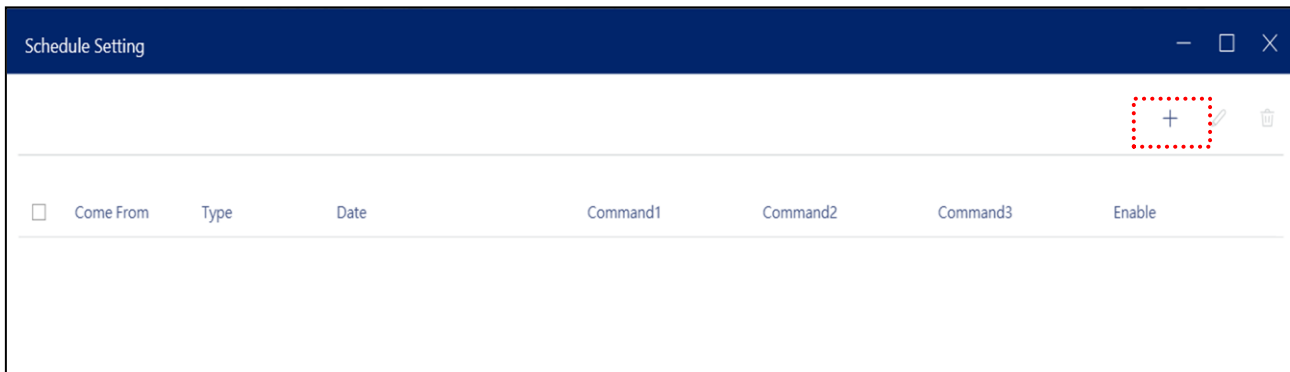 Schedule Setting
Come From Type Date Command1 Command2 Command3 Enable